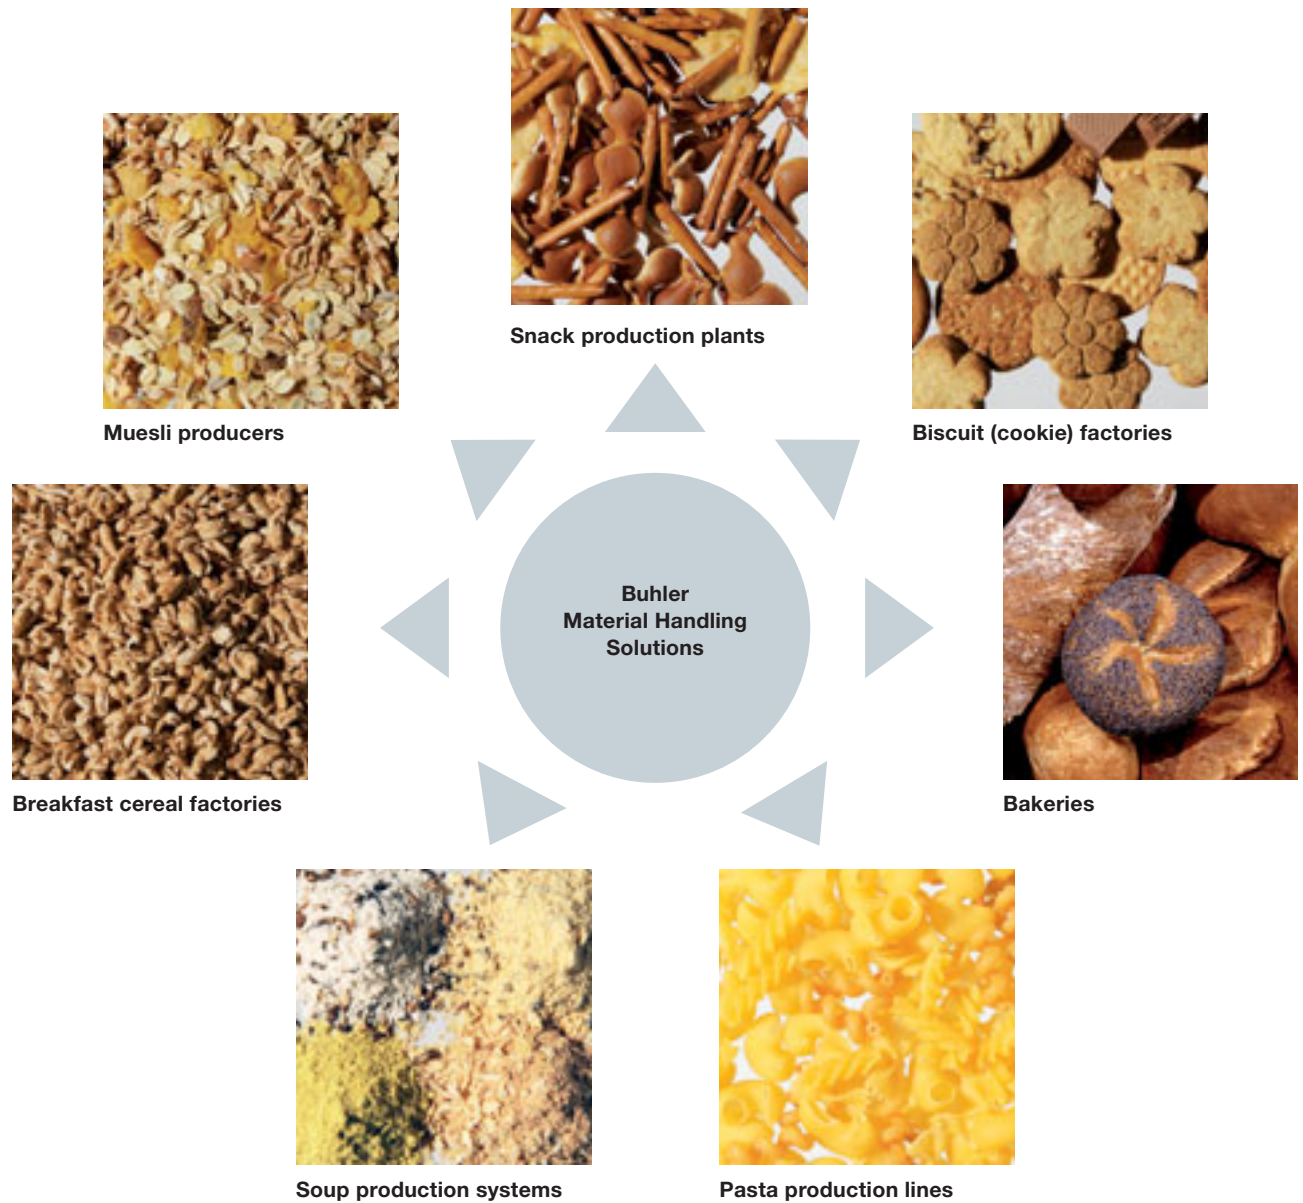 Snack production plants
Muesli producers
Biscuit (cookie) factories
Buhler
Material Handling
Solutions
Breakfast cereal factories
Bakeries
Soup production systems
Pasta production lines